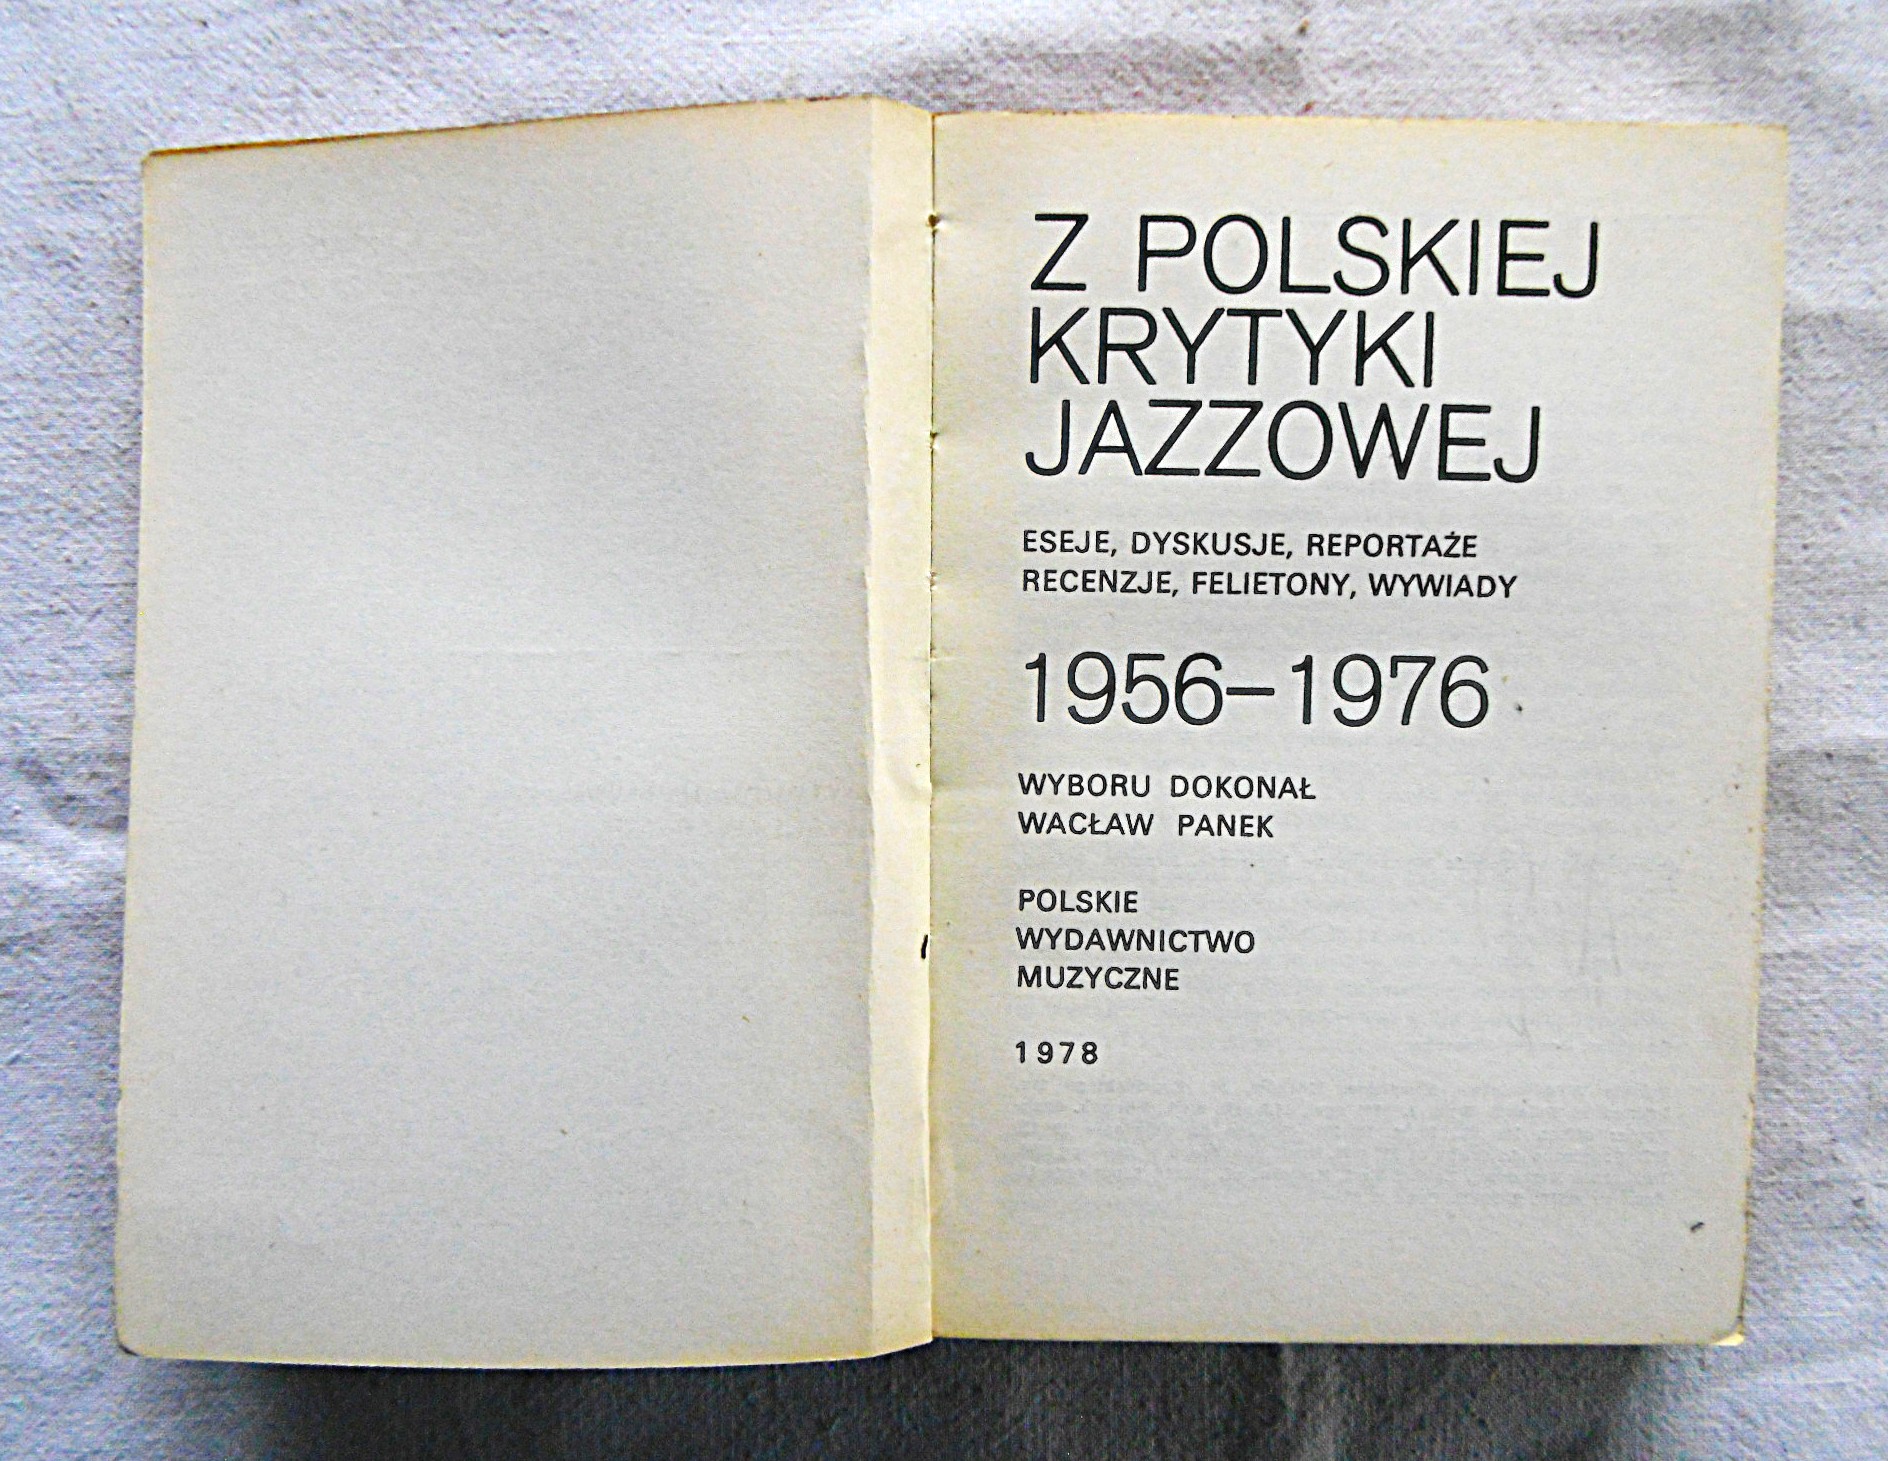 Z POLSKIEJ
KRYTYKI
JAZZOWEJ
ESEJE, DYSKUSJE, REPORTAŻE
RECENZJE, FELIETONY, WYWIADY
1956–1976
WYBORU DOKONAŁ
WACŁAW PANEK
POLSKIE
WYDAWNICTWO
MUZYCZNE
1978